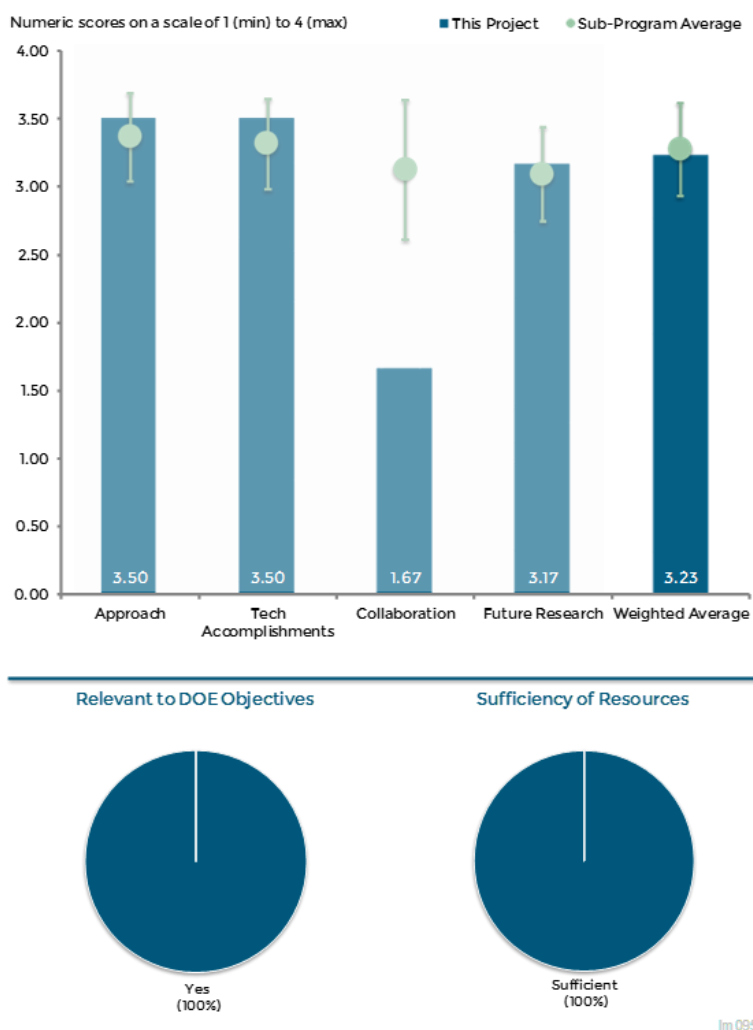 Numeric scores on a scale of 1 (min) to 4 (max)
This Project
Sub-Program Average
4.00
3.50
3.00
2.50
2.00
1.50
1.00
0.50
0.00
3.50
3.50
1.67
3.17
3.23
Approach
Tech
Accomplishments
Collaboration
Future Research
Weighted Average
Relevant to DOE Objectives
Sufficiency of Resources
Yes
(100%)
Sufficient
(100%)